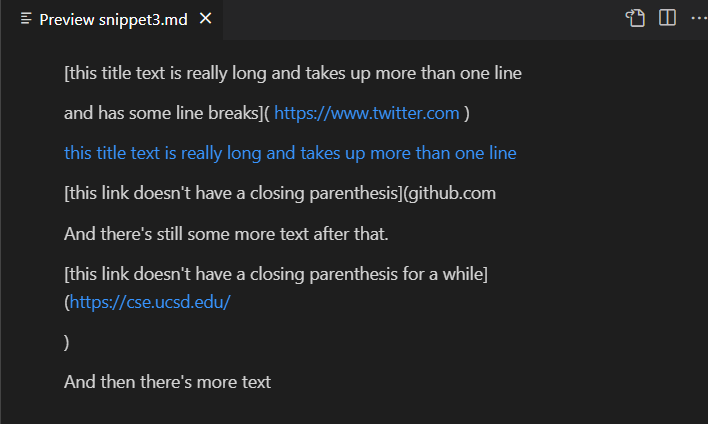 Preview snippet3.md
[this title text is really long and takes up more than one line
and has some line breaks]( https://www.twitter.com )
this title text is really long and takes up more than one line
[this link doesn't have a closing parenthesis](github.com
And there's still some more text after that.
[this link doesn't have a closing parenthesis for a while]
(https://cse.ucsd.edu/
)
And then there's more text